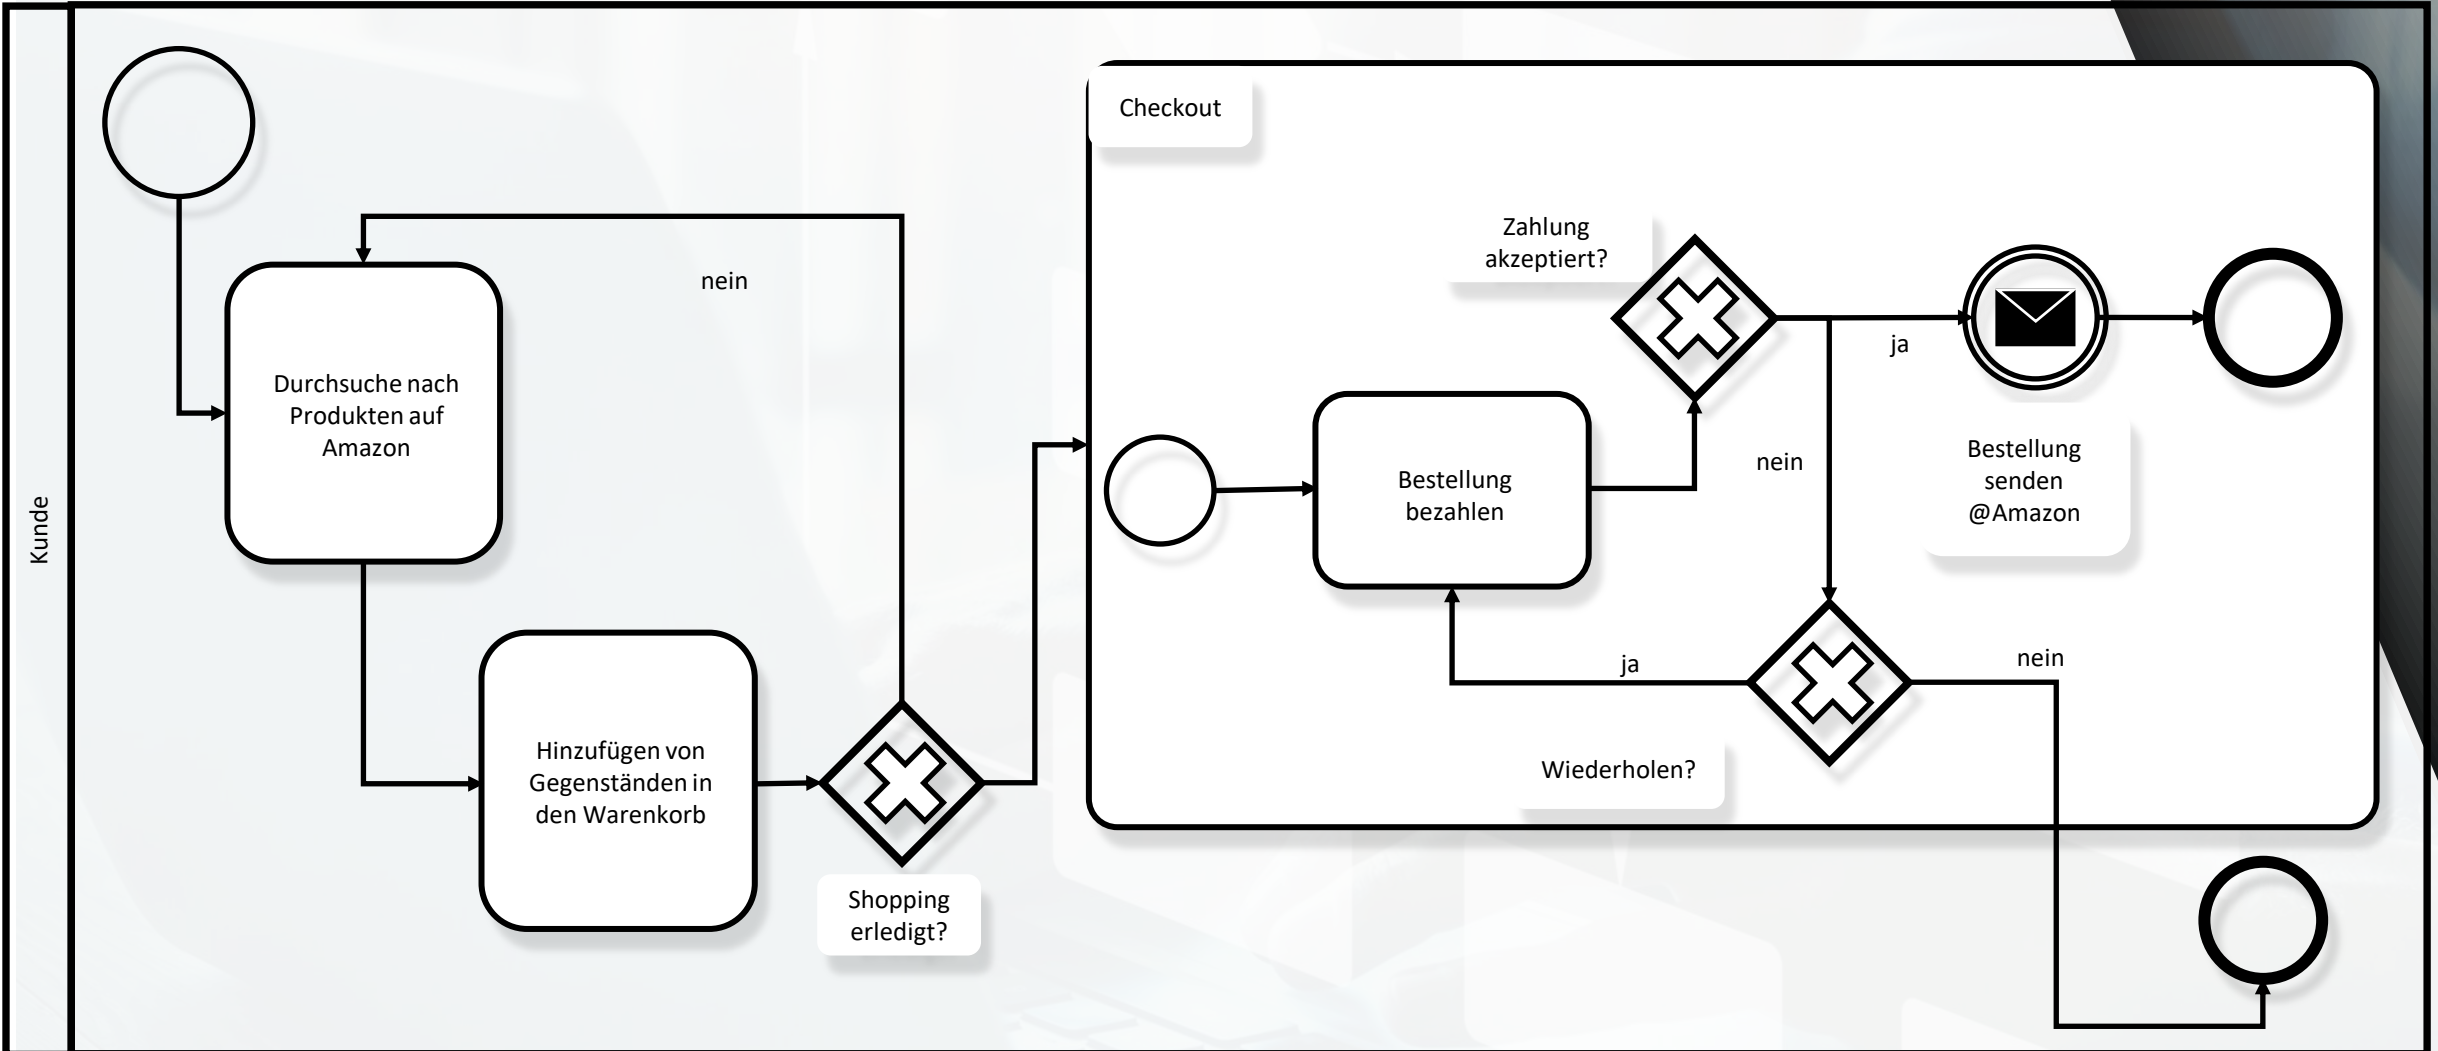 Kunde
Durchsuche nach
Produkten auf
Amazon
nein
Hinzufügen von
Gegenständen in
den Warenkorb
Shopping
erledigt?
Checkout
Bestellung
bezahlen
Zahlung
akzeptiert?
ja
nein
Bestellung
senden
@Amazon
ja
nein
Wiederholen?